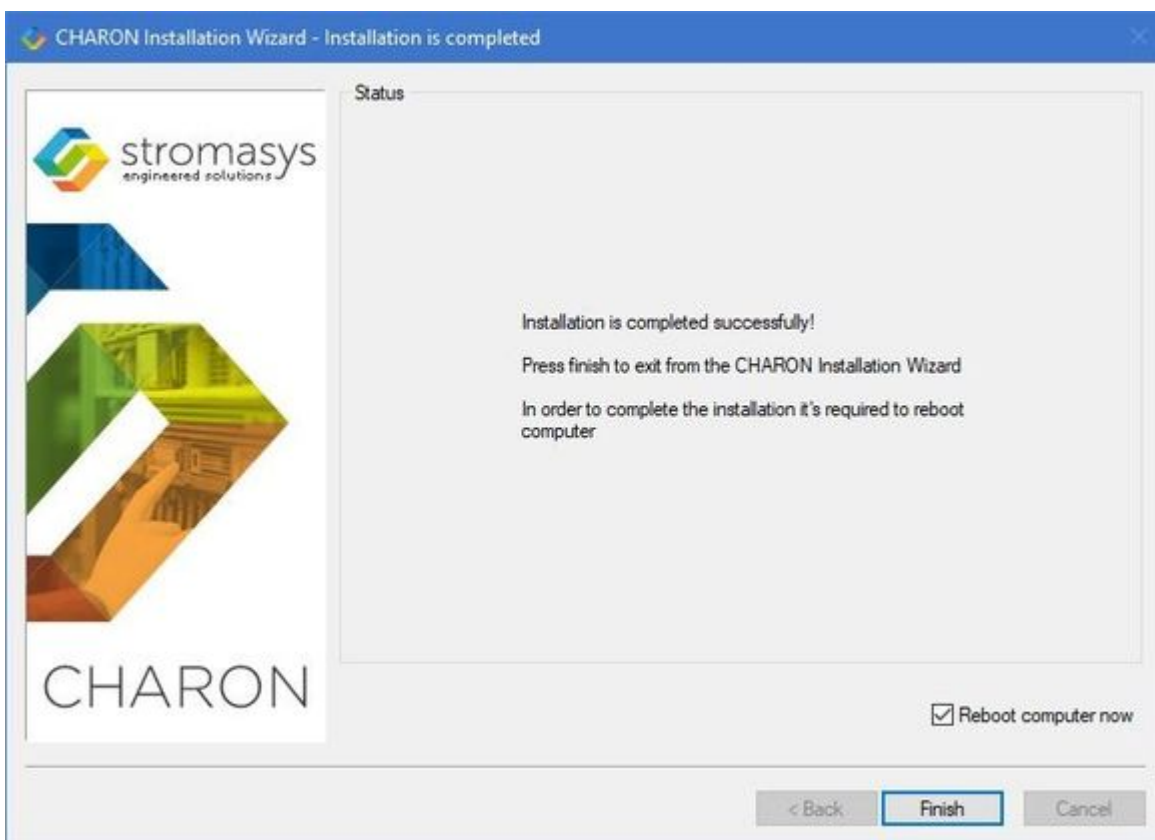 CHARON Installation Wizard - Installation is completed
stromasys
engineered solutions
CHARON
Status
Installation is completed successfully!
Press finish to exit from the CHARON Installation Wizard
In order to complete the installation it's required to reboot
computer
Reboot computer now
< Back
Finish
Cancel